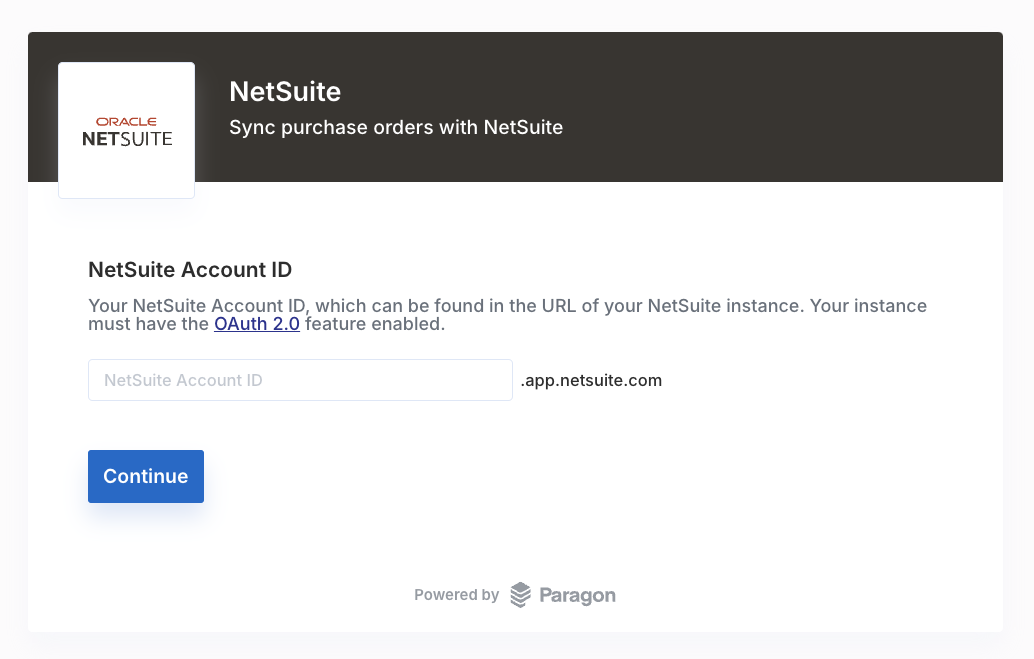 ORACLE
NETSUITE
NetSuite
Sync purchase orders with NetSuite
NetSuite Account ID
Your NetSuite Account ID, which can be found in the URL of your NetSuite instance. Your instance
must have the OAuth 2.0 feature enabled.
NetSuite Account ID .app.netsuite.com
Continue
Powered by Paragon